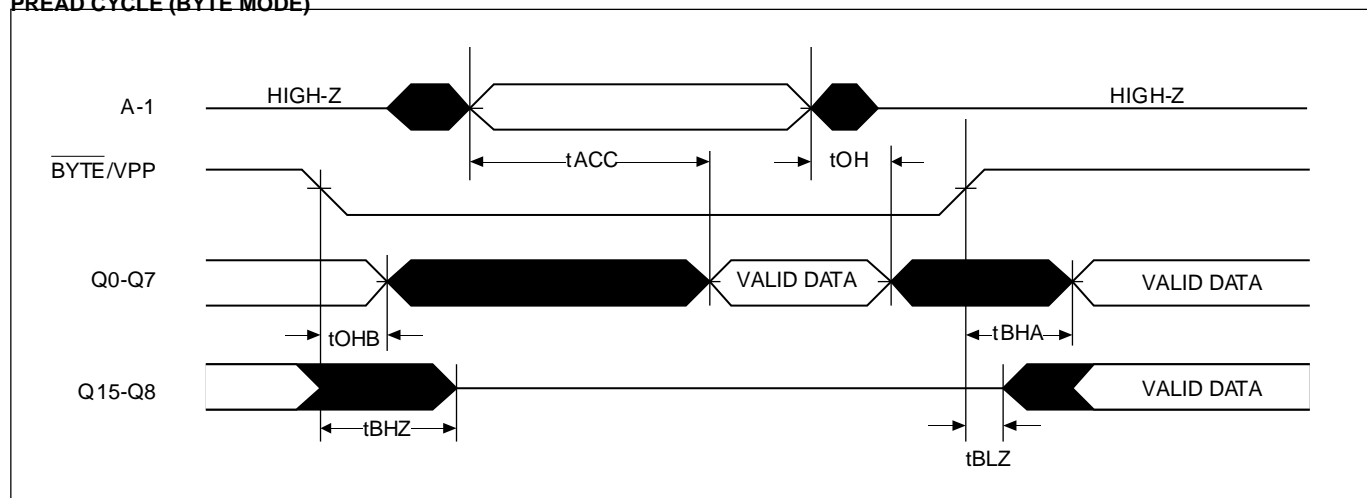 PREAD CYCLE (BYTE MODE)
A-1 HIGH-Z HIGH-Z
tACC tOH
BYTE/VPP
Q0-Q7 VALID DATA VALID DATA
tOHB tBHA
Q15-Q8 VALID DATA
tBHZ
tBLZ